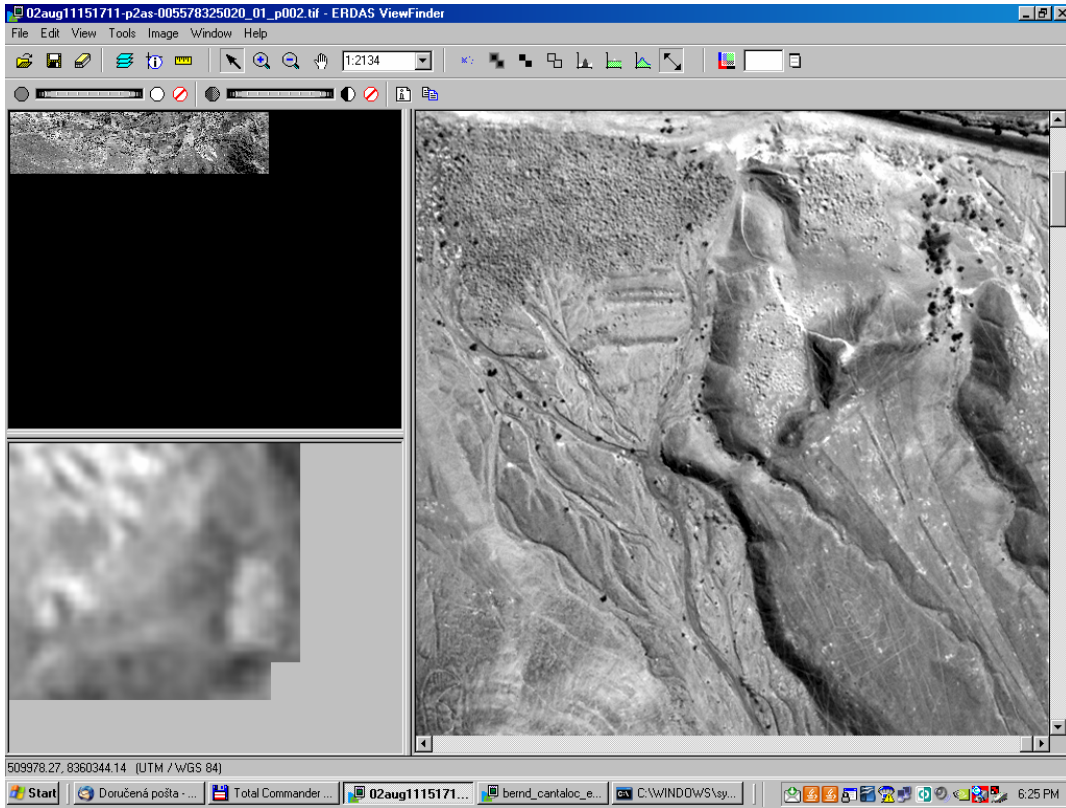 02aug11151711-p2as-005578325020_01_p002.tif - ERDAS ViewFinder
File Edit View Tools Image Window Help
1:2134
509978.27, 8360344.14 (UTM / WGS 84)
Start Doručená pošta - ... Total Commander ... 02aug1115171... bernd_cantaloc_e... C:\WINDOWS\sy... 6:25 PM